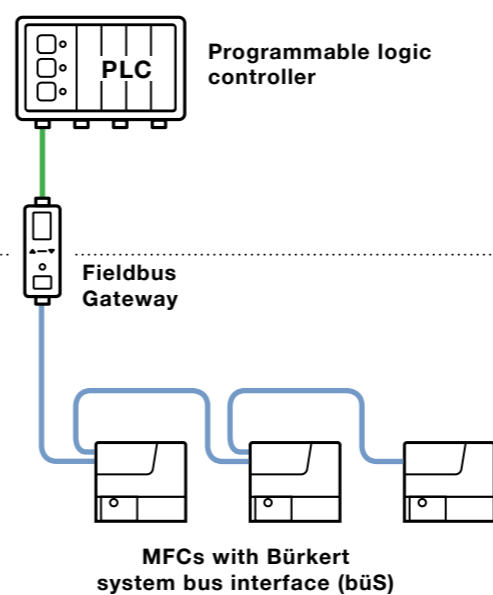 PLC
Programmable logic
controller
Fieldbus
Gateway
MFCs with Bürkert
system bus interface (büS)